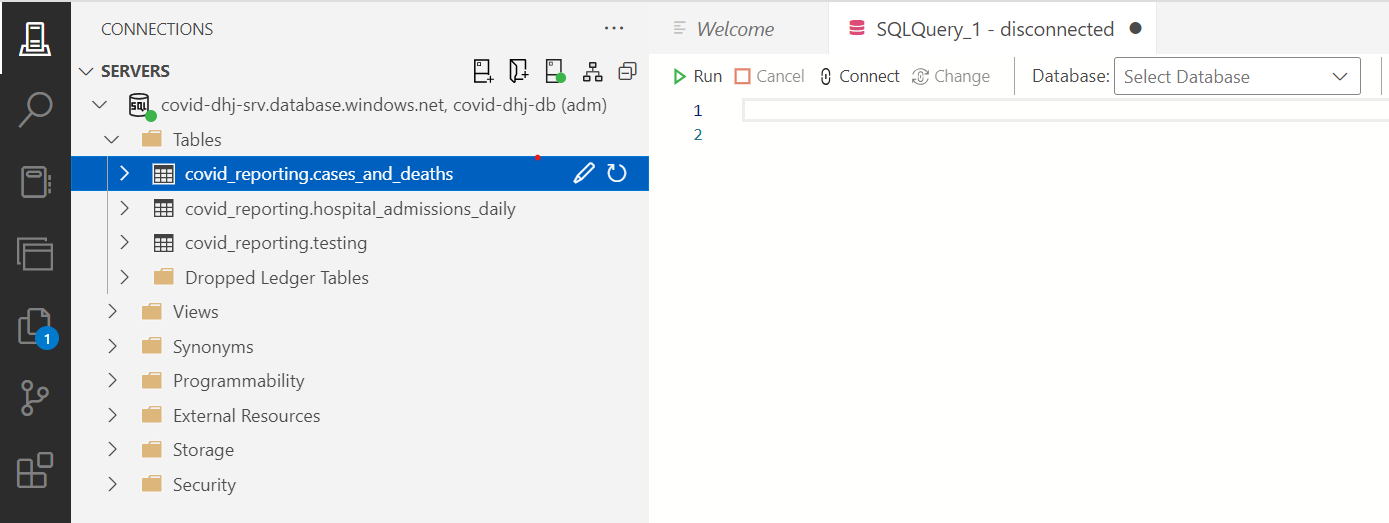 CONNECTIONS
SERVERS
covid-dhj-srv.database.windows.net, covid-dhj-db (adm)
Tables
covid_reporting.cases_and_deaths
covid_reporting.hospital_admissions_daily
covid_reporting.testing
Dropped Ledger Tables
Views
Synonyms
Programmability
External Resources
Storage
Security
1
SQL
Welcome
SQLQuery_1 - disconnected
Run Cancel Connect Change Database: Select Database
1
2